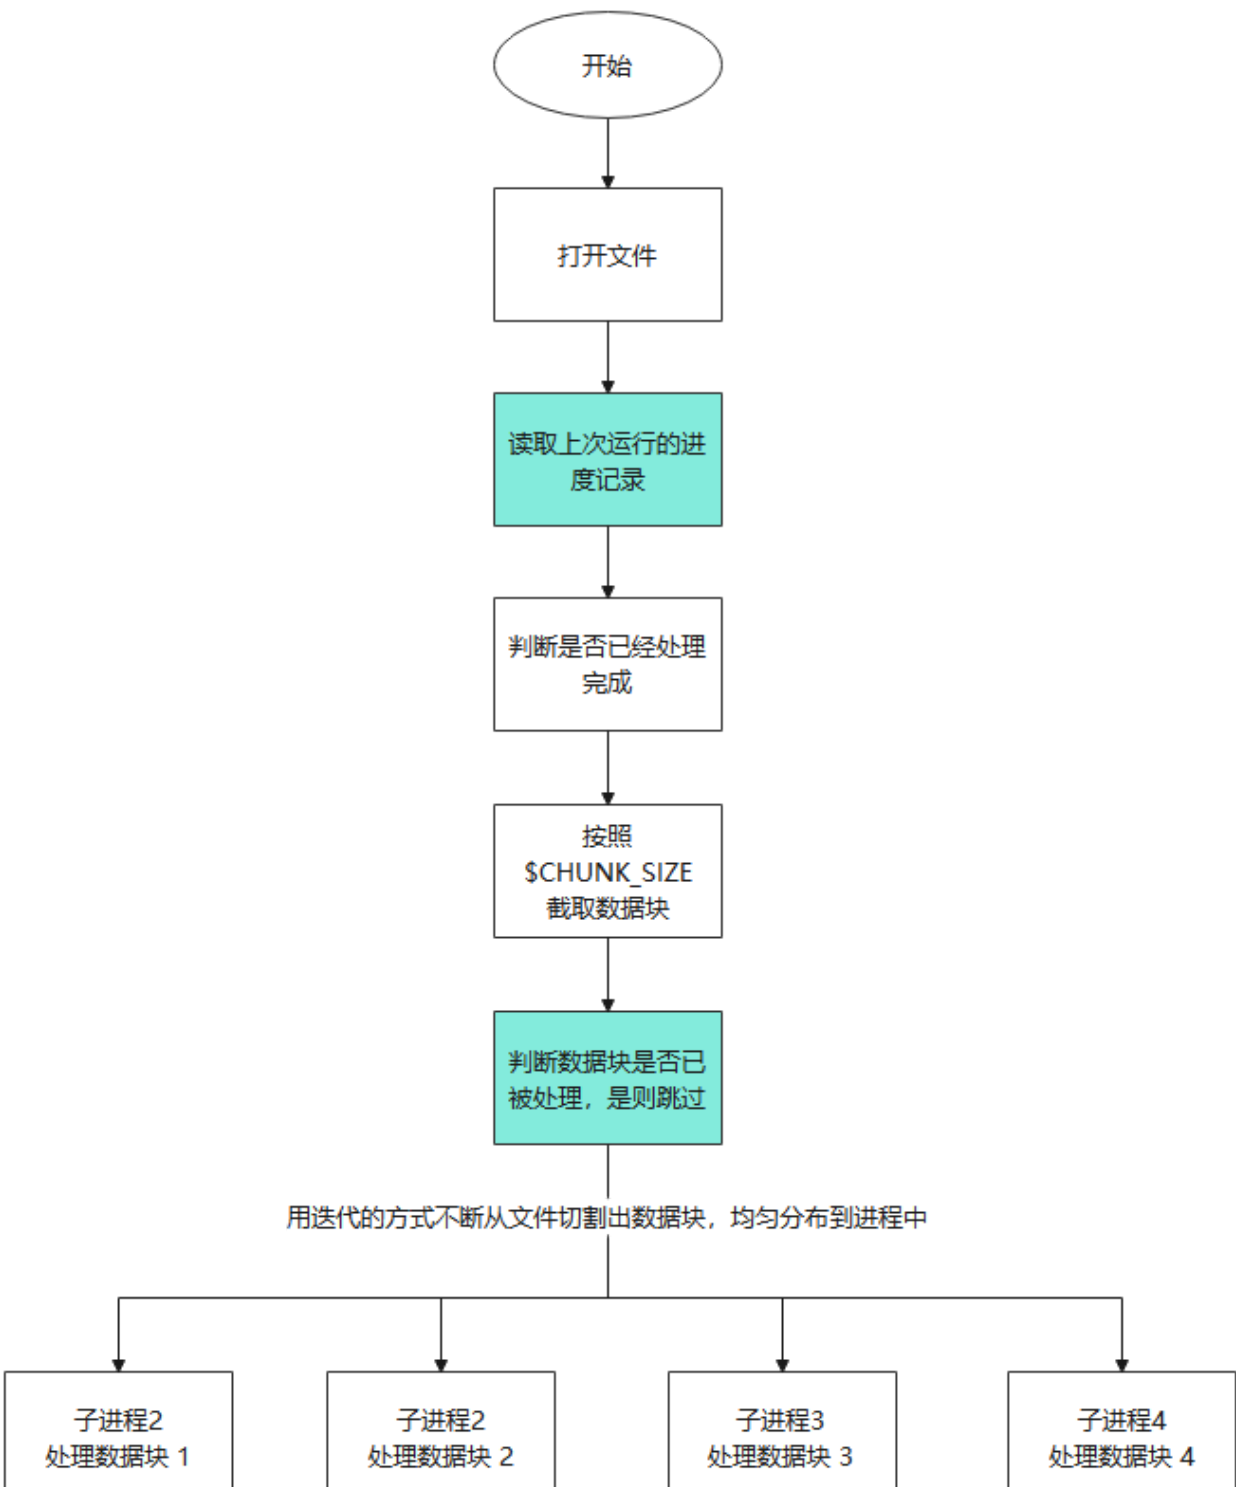 开始
打开文件
读取上次运行的进
度记录
判断是否已经处理
完成
按照
$CHUNK_SIZE
截取数据块
判断数据块是否已
被处理，是则跳过
用迭代的方式不断从文件切割出数据块，均匀分布到进程中
子进程2
处理数据块 1
子进程2
处理数据块 2
子进程3
处理数据块 3
子进程4
处理数据块 4